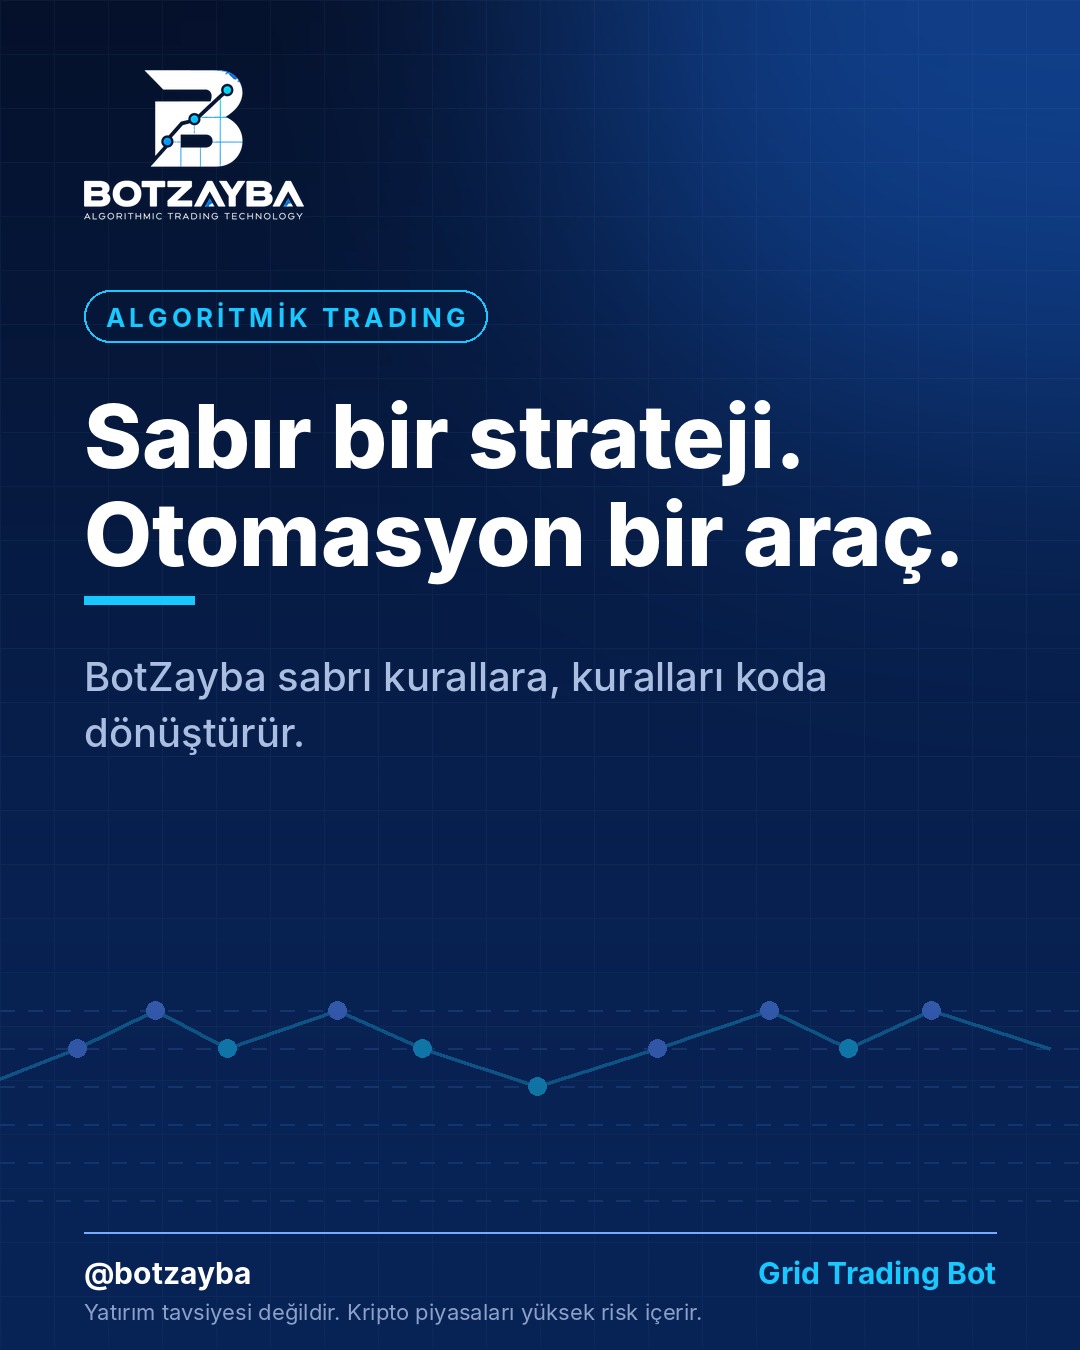 BOTZAYBA
ALGORITHMIC TRADING TECHNOLOGY
ALGORİTMİK TRADING
Sabır bir strateji.
Otomasyon bir araç.
BotZayba sabrı kurallara, kuralları koda
dönüştürür.
@botzayba
Grid Trading Bot
Yatırım tavsiyesi değildir. Kripto piyasaları yüksek risk içerir.